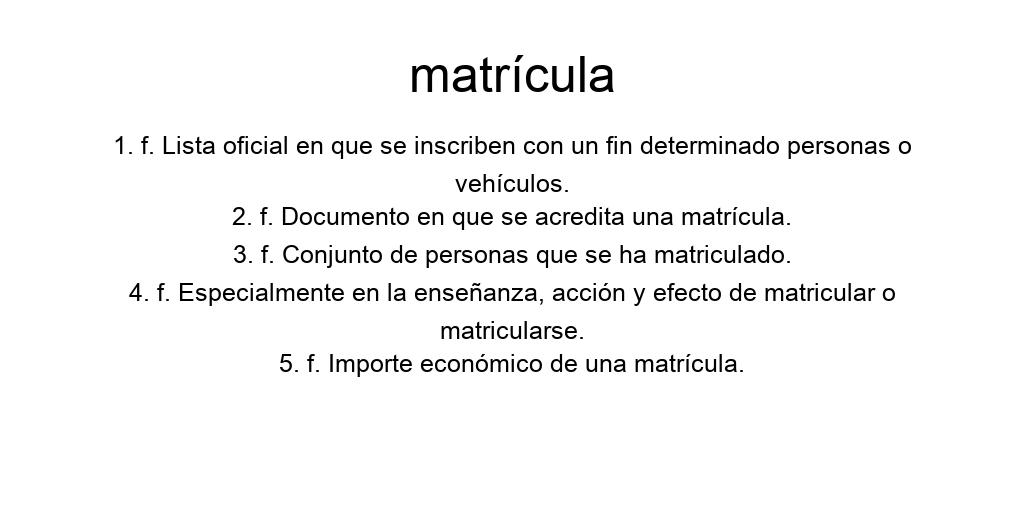 matrícula
1. f. Lista oficial en que se inscriben con un fin determinado personas o
vehículos.
2. f. Documento en que se acredita una matrícula.
3. f. Conjunto de personas que se ha matriculado.
4. f. Especialmente en la enseñanza, acción y efecto de matricular o
matricularse.
5. f. Importe económico de una matrícula.